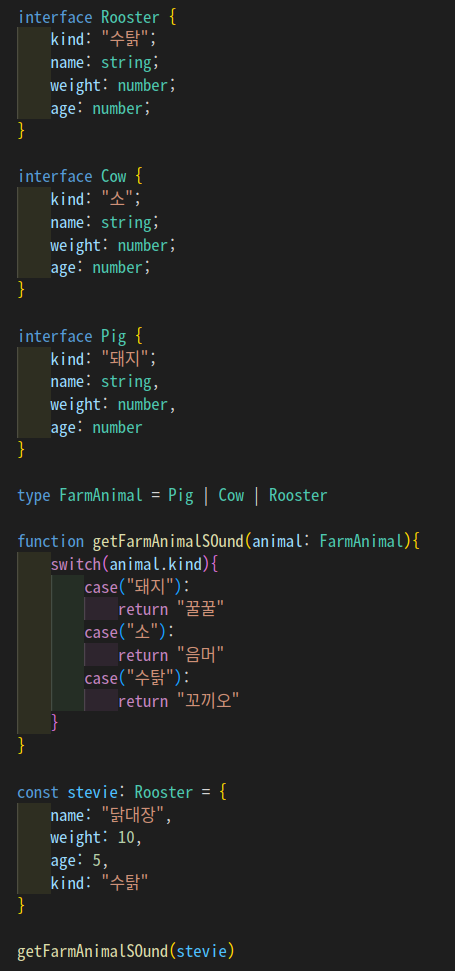 interface Rooster {
    kind: "수탉";
    name: string;
    weight: number;
    age: number;
}

interface Cow {
    kind: "소";
    name: string;
    weight: number;
    age: number;
}

interface Pig {
    kind: "돼지";
    name: string,
    weight: number,
    age: number
}

type FarmAnimal = Pig | Cow | Rooster

function getFarmAnimalSOund(animal: FarmAnimal){
    switch(animal.kind){
        case("돼지"):
            return "꿀꿀"
        case("소"):
            return "음머"
        case("수탉"):
            return "꼬끼오"
    }
}

const stevie: Rooster = {
    name: "닭대장",
    weight: 10,
    age: 5,
    kind: "수탉"
}

getFarmAnimalSOund(stevie)